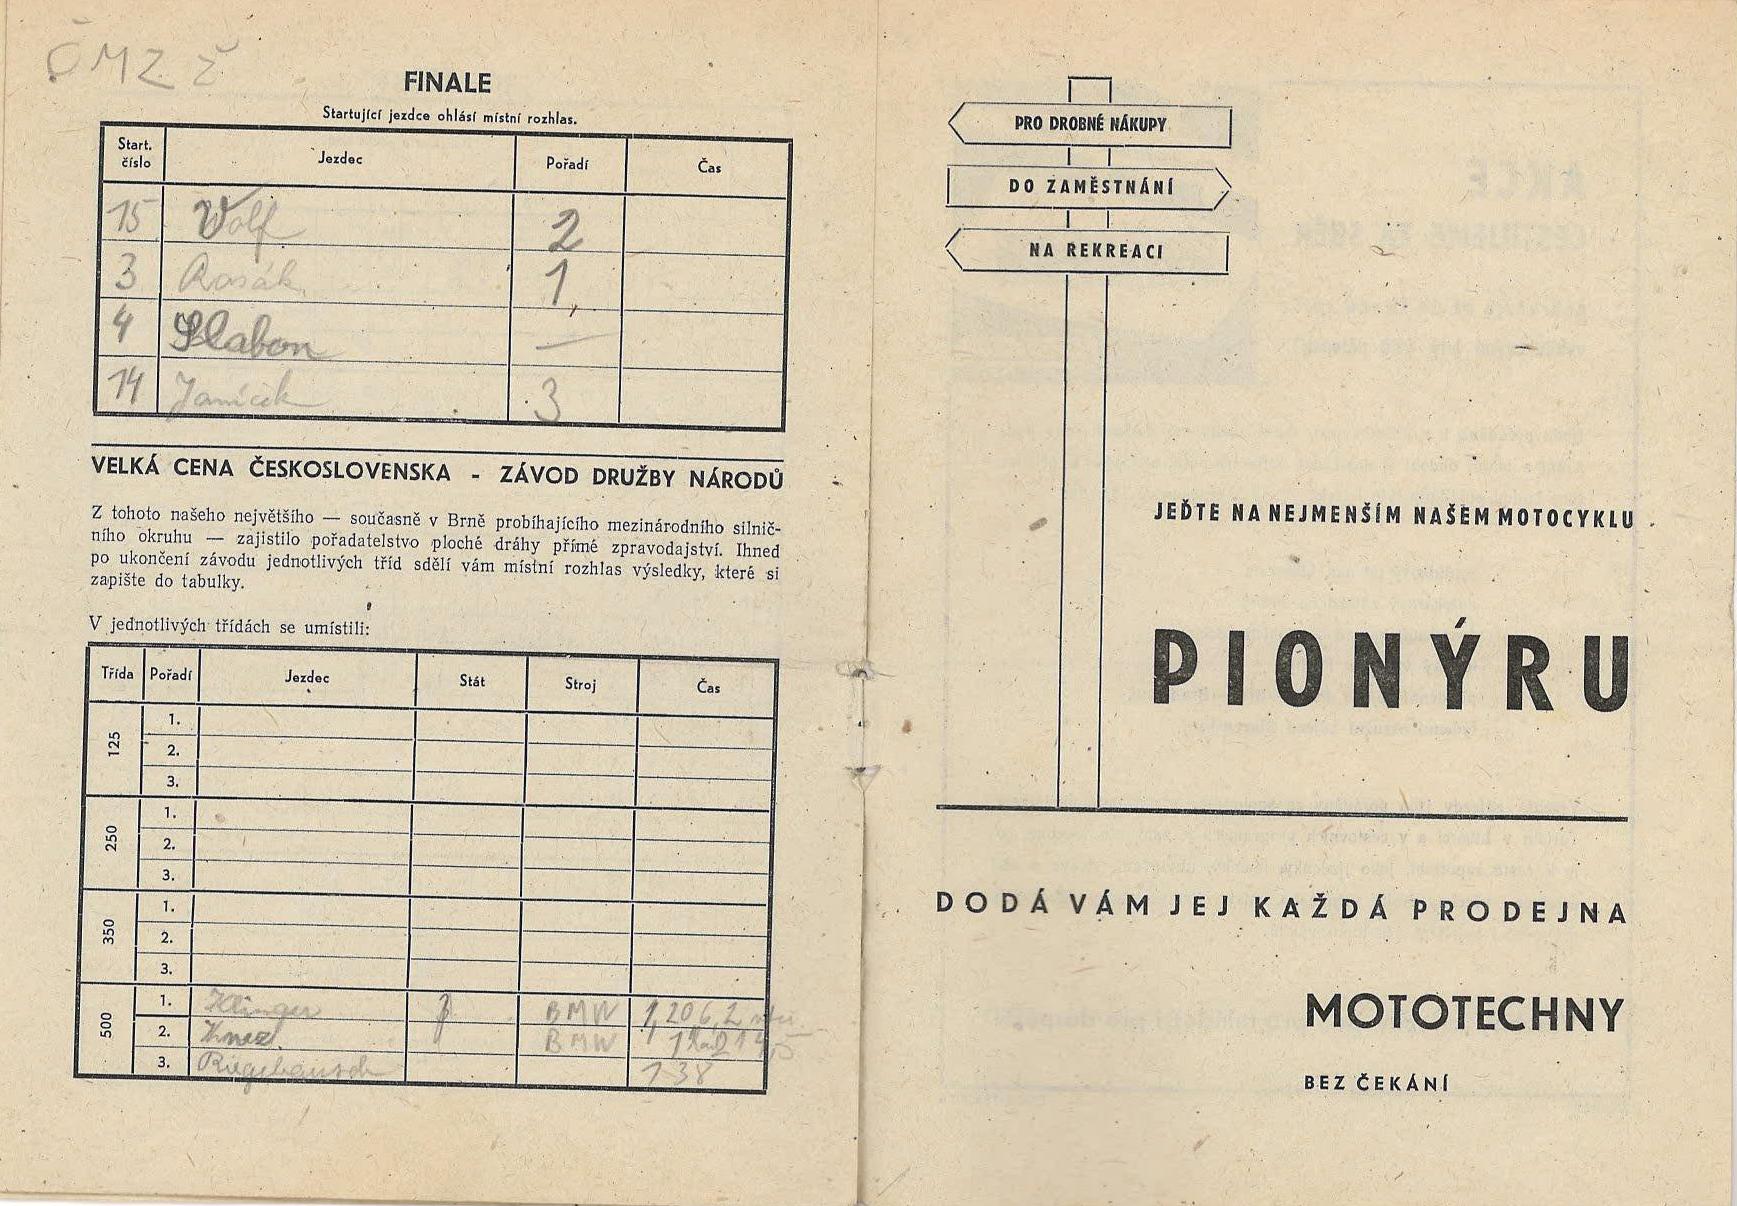 ČMZ Ž
FINALE
Startující jezdce ohlásí místní rozhlas.
Start. číslo Jezdec Pořadí Čas
15 Wolf 2
3 Rosák 1
4 Slabon —
14 Janíček 3
VELKÁ CENA ČESKOSLOVENSKA - ZÁVOD DRUŽBY NÁRODŮ
Z tohoto našeho největšího — současně v Brně probíhajícího mezinárodního silnič-
ního okruhu — zajistilo pořadatelstvo ploché dráhy přímé zpravodajství. Ihned
po ukončení závodu jednotlivých tříd sdělí vám místní rozhlas výsledky, které si
zapište do tabulky.
V jednotlivých třídách se umístili:
Třída Pořadí Jezdec Stát Stroj Čas
125 1.
2.
3.
250 1.
2.
3.
350 1.
2.
3.
500 1. Klinger BMW
2. Knez BMW
3. 138
PRO DROBNÉ NÁKUPY
DO ZAMĚSTNÁNÍ
NA REKREACI
JEĎTE NA NEJMENŠÍM NAŠEM MOTOCYKLU
PIONÝRU
DODÁ VÁM JEJ KAŽDÁ PRODEJNA
MOTOTECHNY
BEZ ČEKÁNÍ